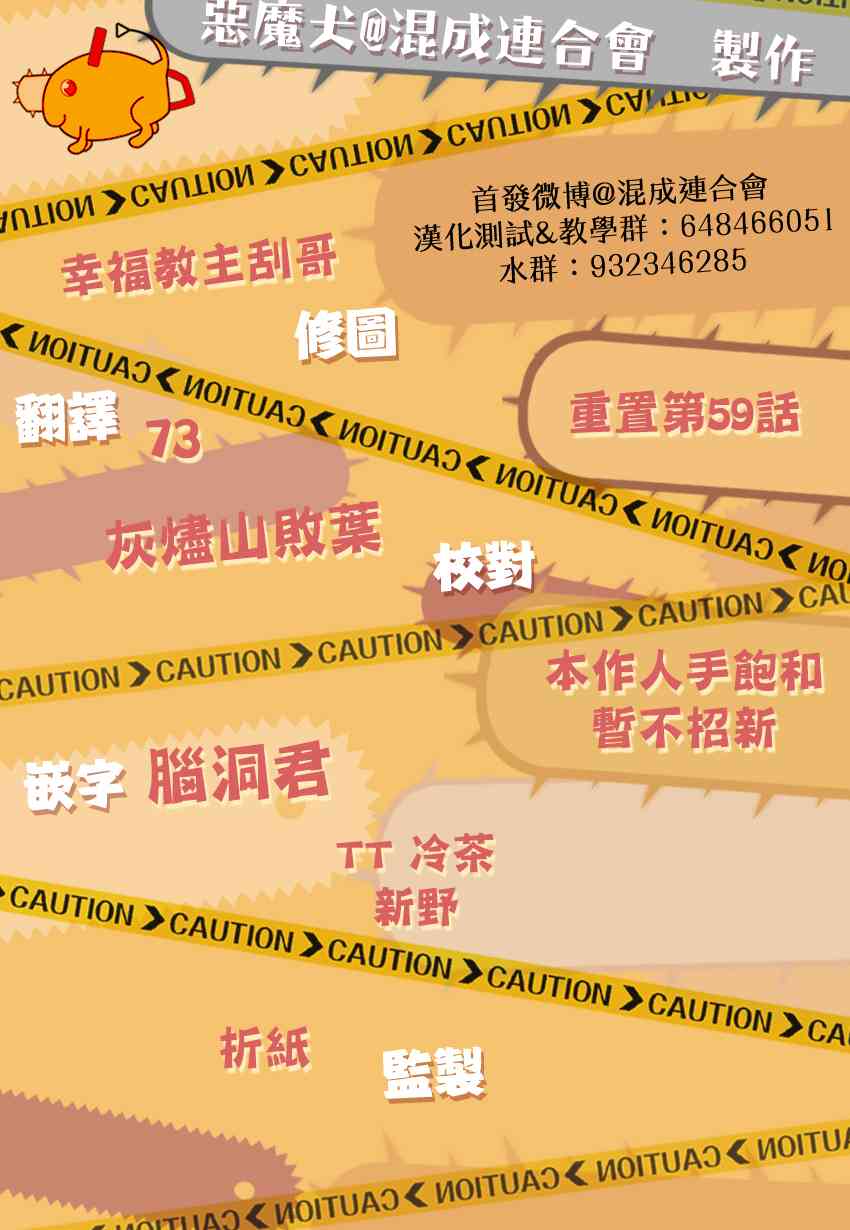 惡魔犬@混成連合會 製作
首發微博@混成連合會
漢化測試&教學群：648466051
水群：932346285
幸福教主刮哥
修圖
翻譯 73
重置第59話
灰燼山敗葉
校對
本作人手飽和
暫不招新
嵌字 腦洞君
TT 冷茶
新野
折紙
監製
CAUTION CAUTION CAUTION CAUTION
CAUTION CAUTION CAUTION CAUTION CAUTION
CAUTION CAUTION CAUTION CAUTION CAUTION
CAUTION CAUTION CAUTION CAUTION CAUTION
CAUTION CAUTION CAUTION CAUTION